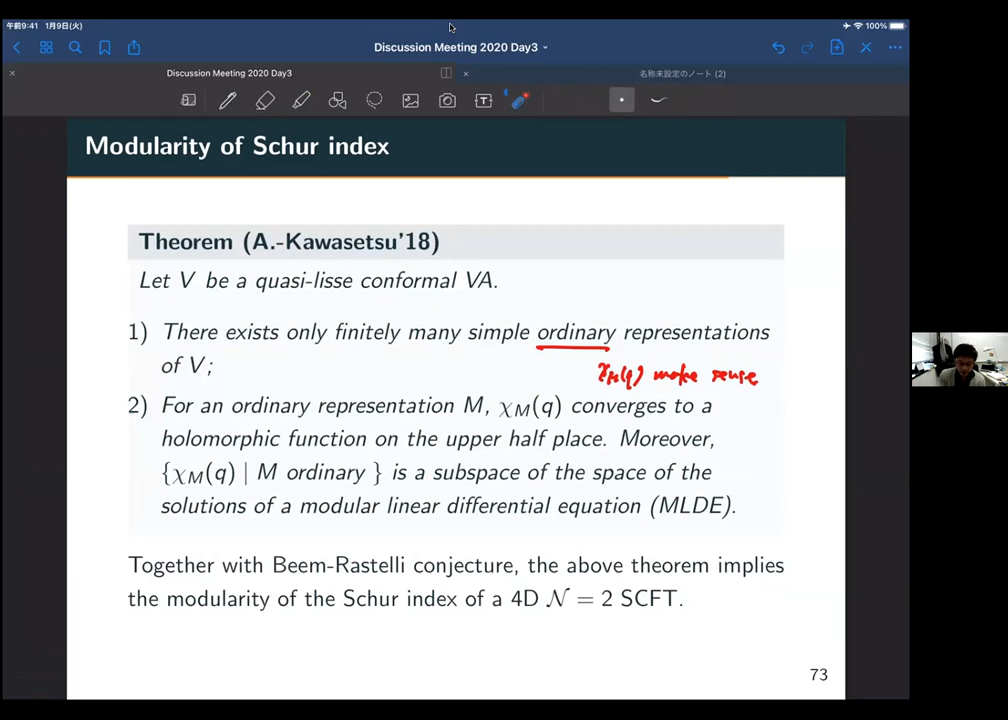 午前9:41 1月9日(火)
100%
Discussion Meeting 2020 Day3
Discussion Meeting 2020 Day3
名称未設定のノート (2)
Modularity of Schur index
Theorem (A.-Kawasetsu'18)
Let V be a quasi-lisse conformal VA.
1) There exists only finitely many simple ordinary representations
of V;
χM(q) make sense
2) For an ordinary representation M, χM(q) converges to a
holomorphic function on the upper half place. Moreover,
{χM(q) | M ordinary } is a subspace of the space of the
solutions of a modular linear differential equation (MLDE).
Together with Beem-Rastelli conjecture, the above theorem implies
the modularity of the Schur index of a 4D 𝒩 = 2 SCFT.
73